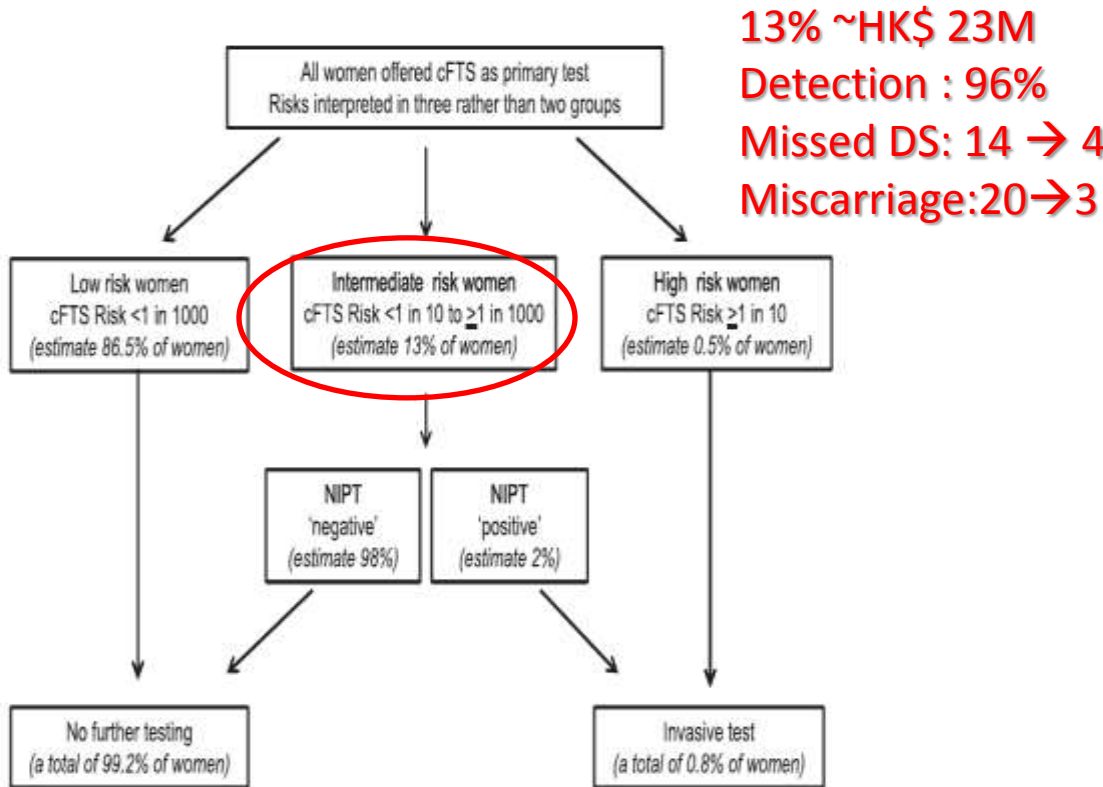 13% ~HK$ 23M
Detection : 96%
Missed DS: 14 → 4
Miscarriage:20→3
All women offered cFTS as primary test
Risks interpreted in three rather than two groups
Low risk women
cFTS Risk <1 in 1000
(estimate 86.5% of women)
Intermediate risk women
cFTS Risk <1 in 10 to ≥1 in 1000
(estimate 13% of women)
High risk women
cFTS Risk ≥1 in 10
(estimate 0.5% of women)
NIPT
'negative'
(estimate 98%)
NIPT
'positive'
(estimate 2%)
No further testing
(a total of 99.2% of women)
Invasive test
(a total of 0.8% of women)